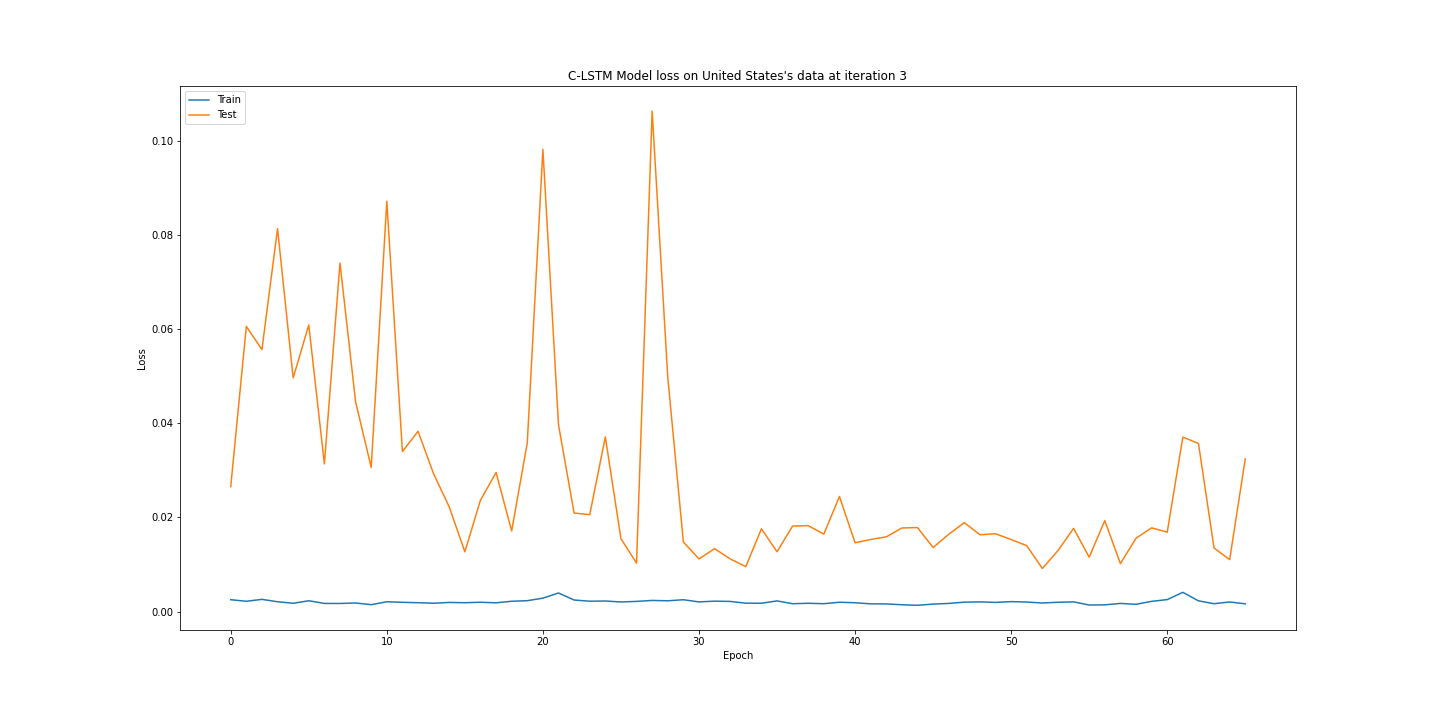 C-LSTM Model loss on United States's data at iteration 3
Train
Test
0.10
0.08
0.06
0.04
0.02
0.00
Loss
0 10 20 30 40 50 60
Epoch